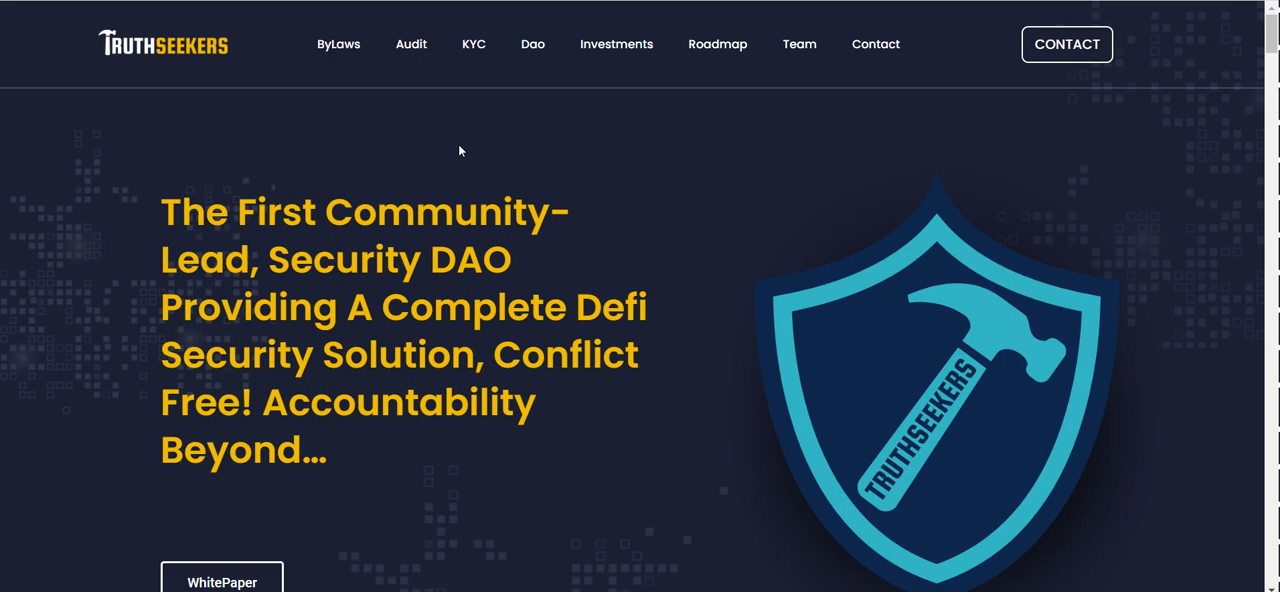 TRUTHSEEKERS
ByLaws Audit KYC Dao Investments Roadmap Team Contact
CONTACT
The First Community-
Lead, Security DAO
Providing A Complete Defi
Security Solution, Conflict
Free! Accountability
Beyond...
TRUTHSEEKERS
WhitePaper